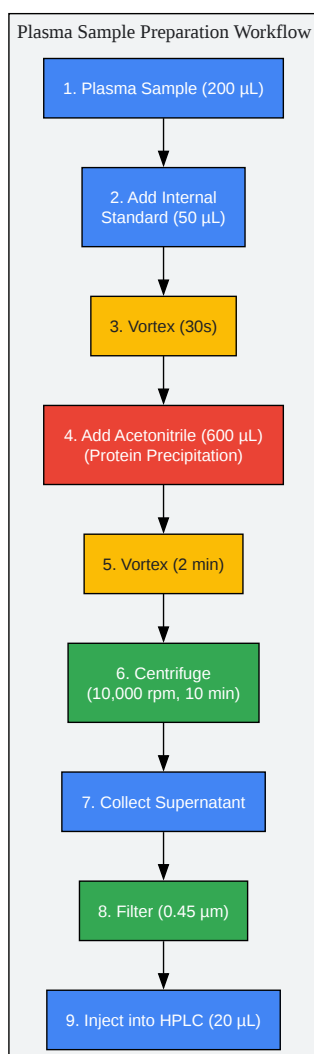 Plasma Sample Preparation Workflow
1. Plasma Sample (200 µL)
2. Add Internal
Standard (50 µL)
3. Vortex (30s)
4. Add Acetonitrile (600 µL)
(Protein Precipitation)
5. Vortex (2 min)
6. Centrifuge
(10,000 rpm, 10 min)
7. Collect Supernatant
8. Filter (0.45 µm)
9. Inject into HPLC (20 µL)